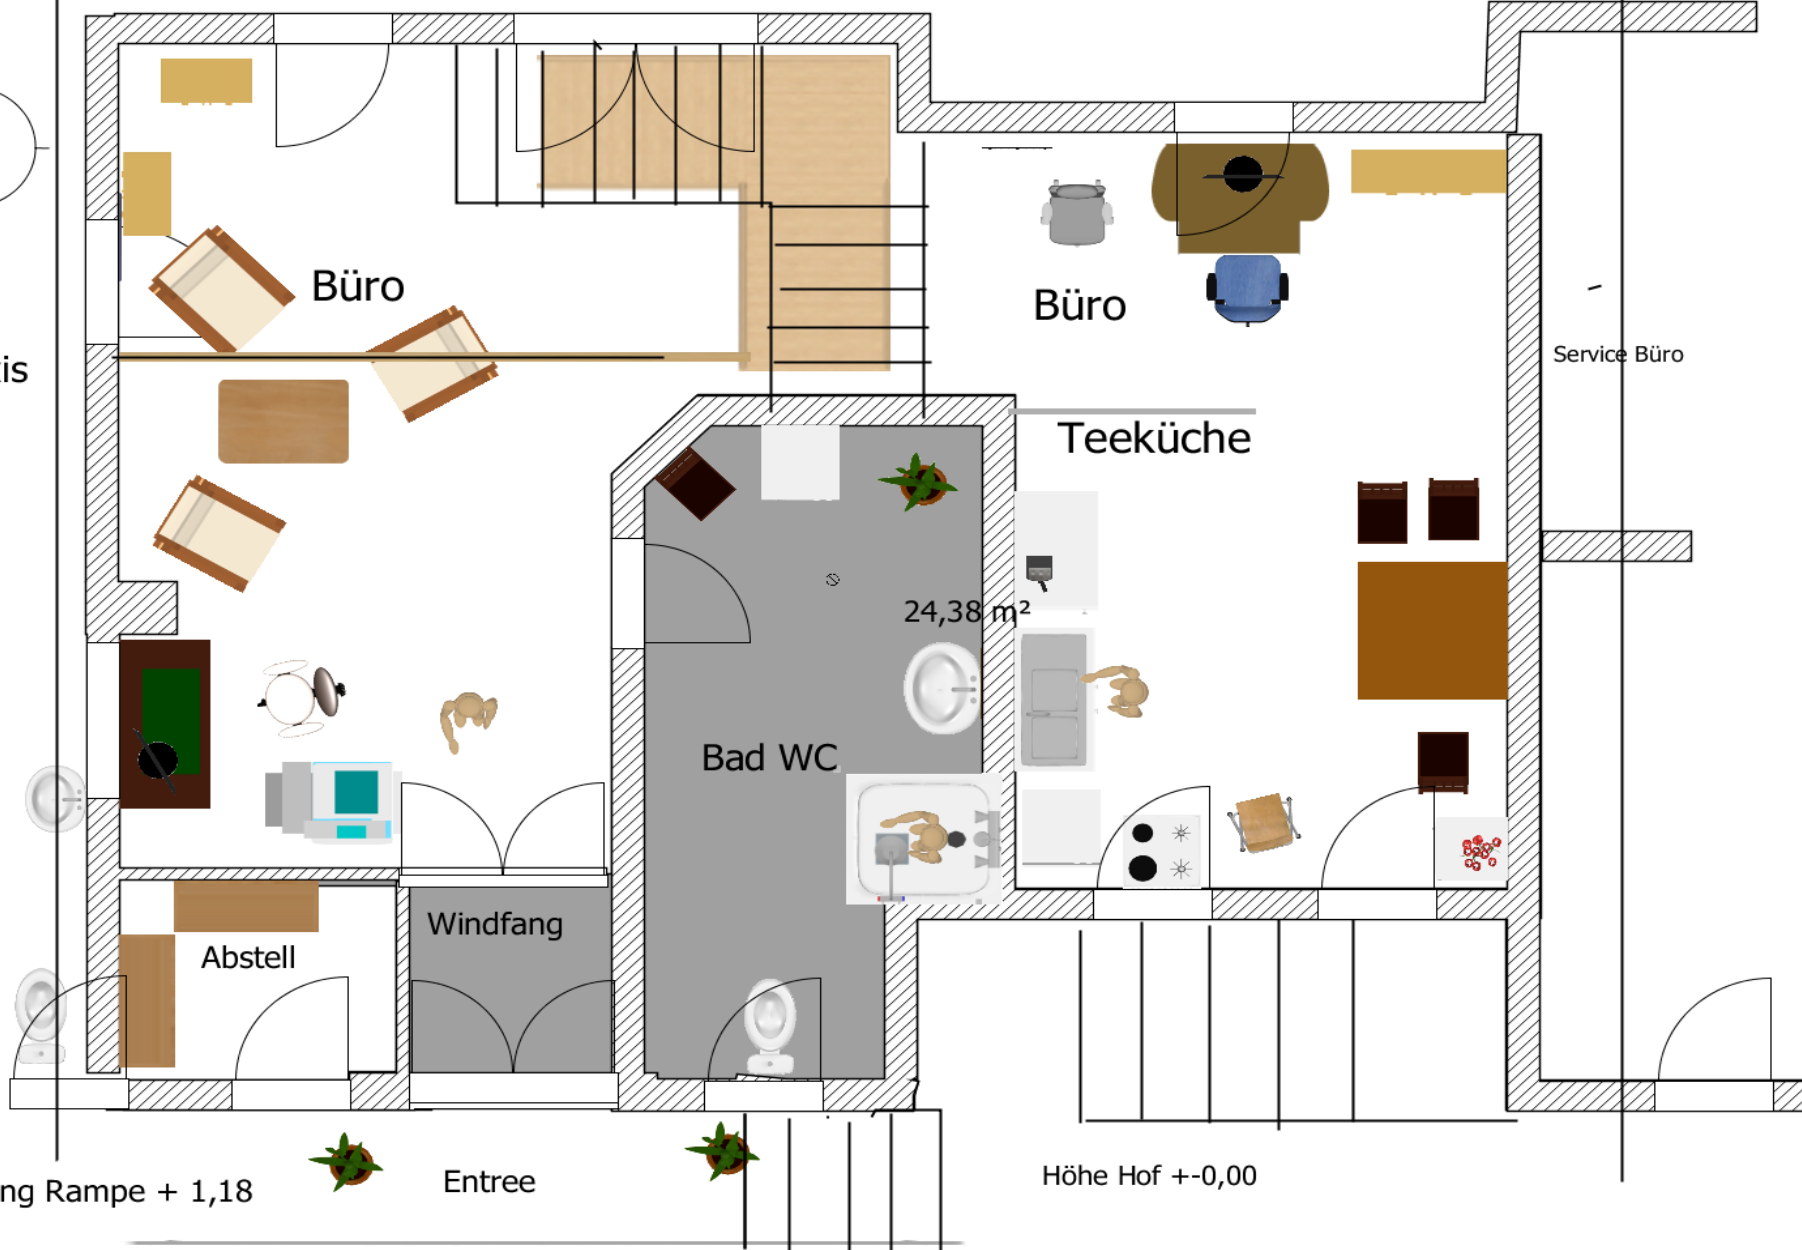 Büro
Büro
Service Büro
is
Teeküche
24,38 m²
Bad WC
Windfang
Abstell
Entree
Höhe Hof +-0,00
ng Rampe + 1,18